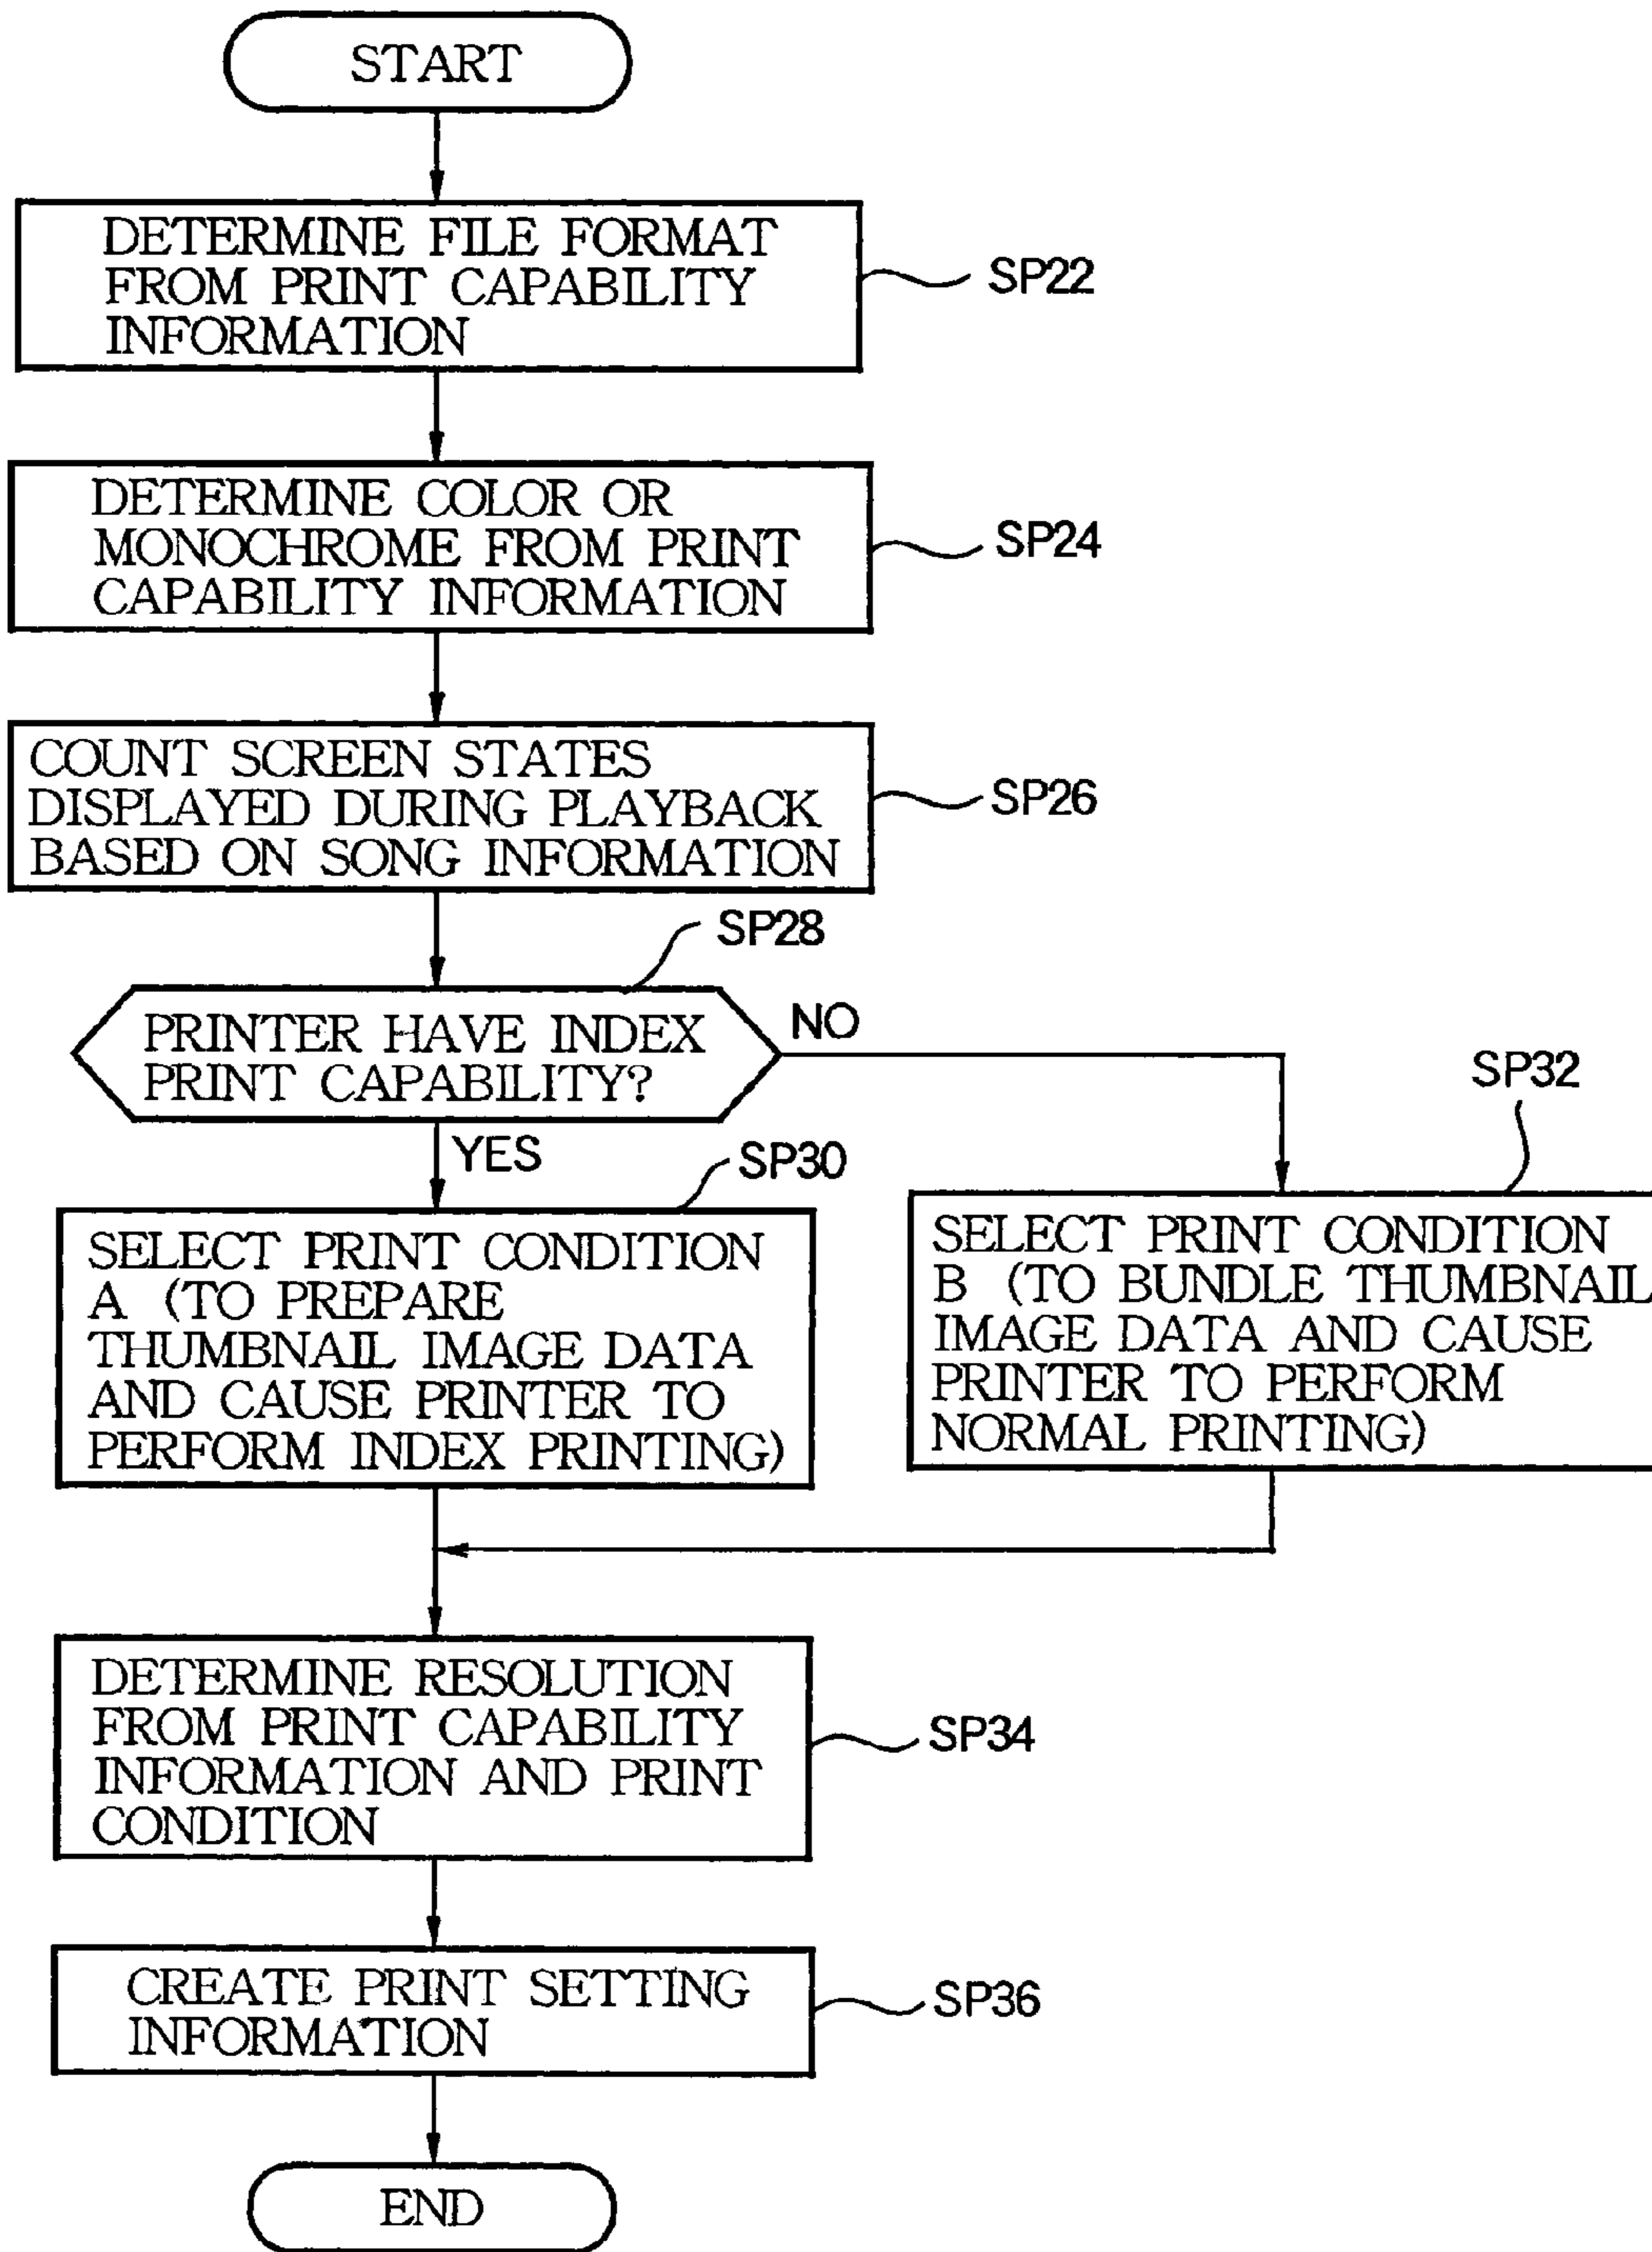 START
DETERMINE FILE FORMAT
FROM PRINT CAPABILITY
INFORMATION
SP22
DETERMINE COLOR OR
MONOCHROME FROM PRINT
CAPABILITY INFORMATION
SP24
COUNT SCREEN STATES
DISPLAYED DURING PLAYBACK
BASED ON SONG INFORMATION
SP26
SP28
PRINTER HAVE INDEX
PRINT CAPABILITY?
NO
YES
SP30
SELECT PRINT CONDITION
A (TO PREPARE
THUMBNAIL IMAGE DATA
AND CAUSE PRINTER TO
PERFORM INDEX PRINTING)
SP32
SELECT PRINT CONDITION
B (TO BUNDLE THUMBNAIL
IMAGE DATA AND CAUSE
PRINTER TO PERFORM
NORMAL PRINTING)
DETERMINE RESOLUTION
FROM PRINT CAPABILITY
INFORMATION AND PRINT
CONDITION
SP34
CREATE PRINT SETTING
INFORMATION
SP36
END